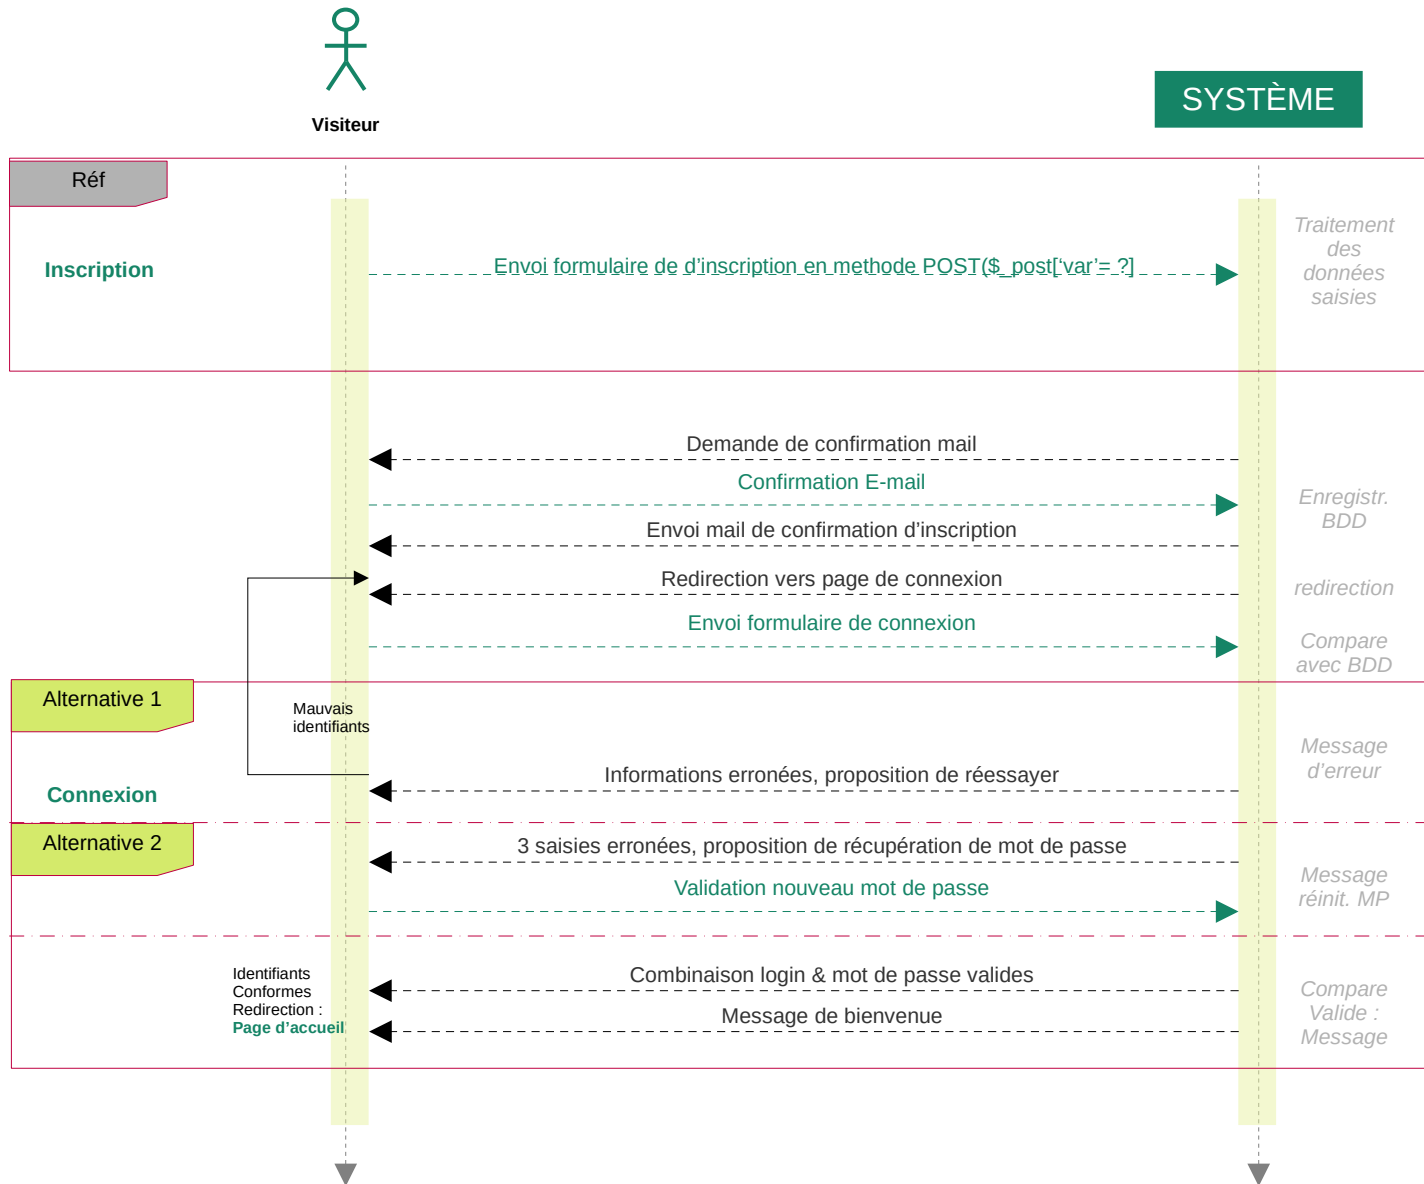 Visiteur
SYSTÈME
Réf
Inscription
Envoi formulaire de d’inscription en methode POST($_post[‘var’= ?]
Traitement
des
données
saisies
Demande de confirmation mail
Confirmation E-mail
Enregistr.
BDD
Envoi mail de confirmation d’inscription
Redirection vers page de connexion
redirection
Envoi formulaire de connexion
Compare
avec BDD
Alternative 1
Mauvais
identifiants
Connexion
Informations erronées, proposition de réessayer
Message
d’erreur
Alternative 2
3 saisies erronées, proposition de récupération de mot de passe
Validation nouveau mot de passe
Message
réinit. MP
Identifiants
Conformes
Redirection :
Page d’accueil
Combinaison login & mot de passe valides
Message de bienvenue
Compare
Valide :
Message